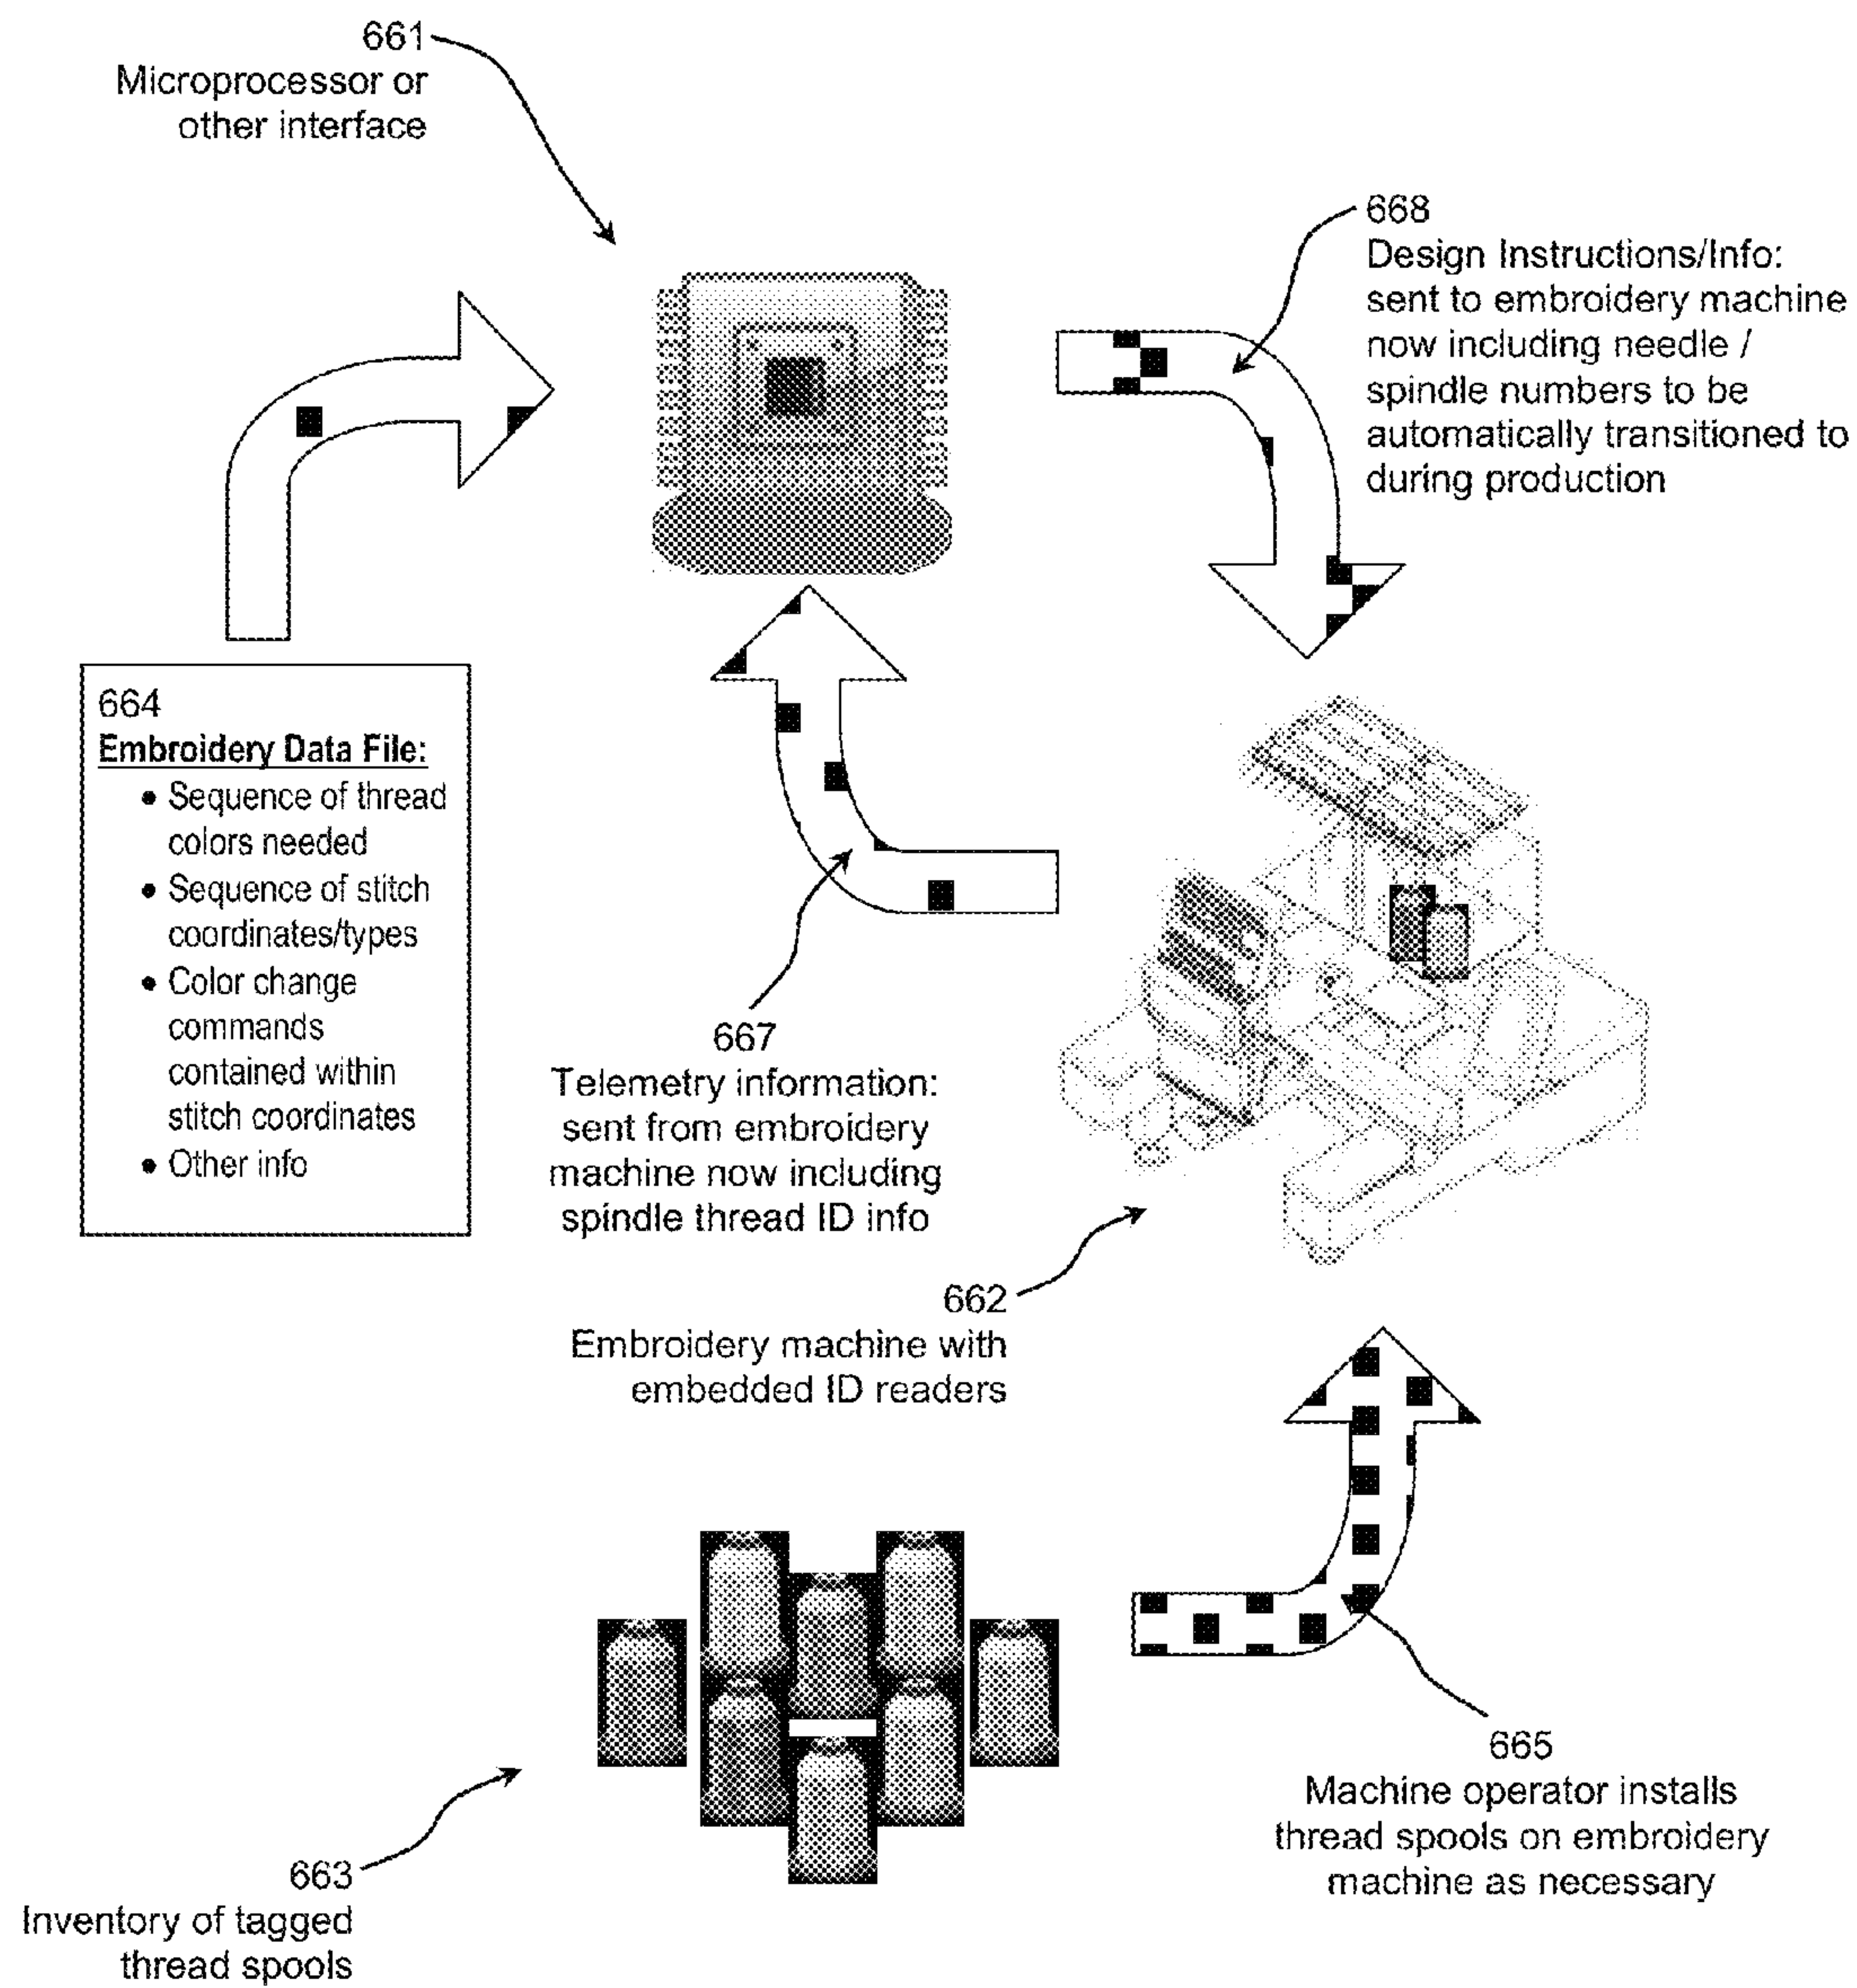 661
Microprocessor or
other interface
668
Design Instructions/Info:
sent to embroidery machine
now including needle /
spindle numbers to be
automatically transitioned to
during production
664
Embroidery Data File:
• Sequence of thread
colors needed
• Sequence of stitch
coordinates/types
• Color change
commands
contained within
stitch coordinates
• Other info
667
Telemetry information:
sent from embroidery
machine now including
spindle thread ID info
662
Embroidery machine with
embedded ID readers
665
Machine operator installs
thread spools on embroidery
machine as necessary
663
Inventory of tagged
thread spools